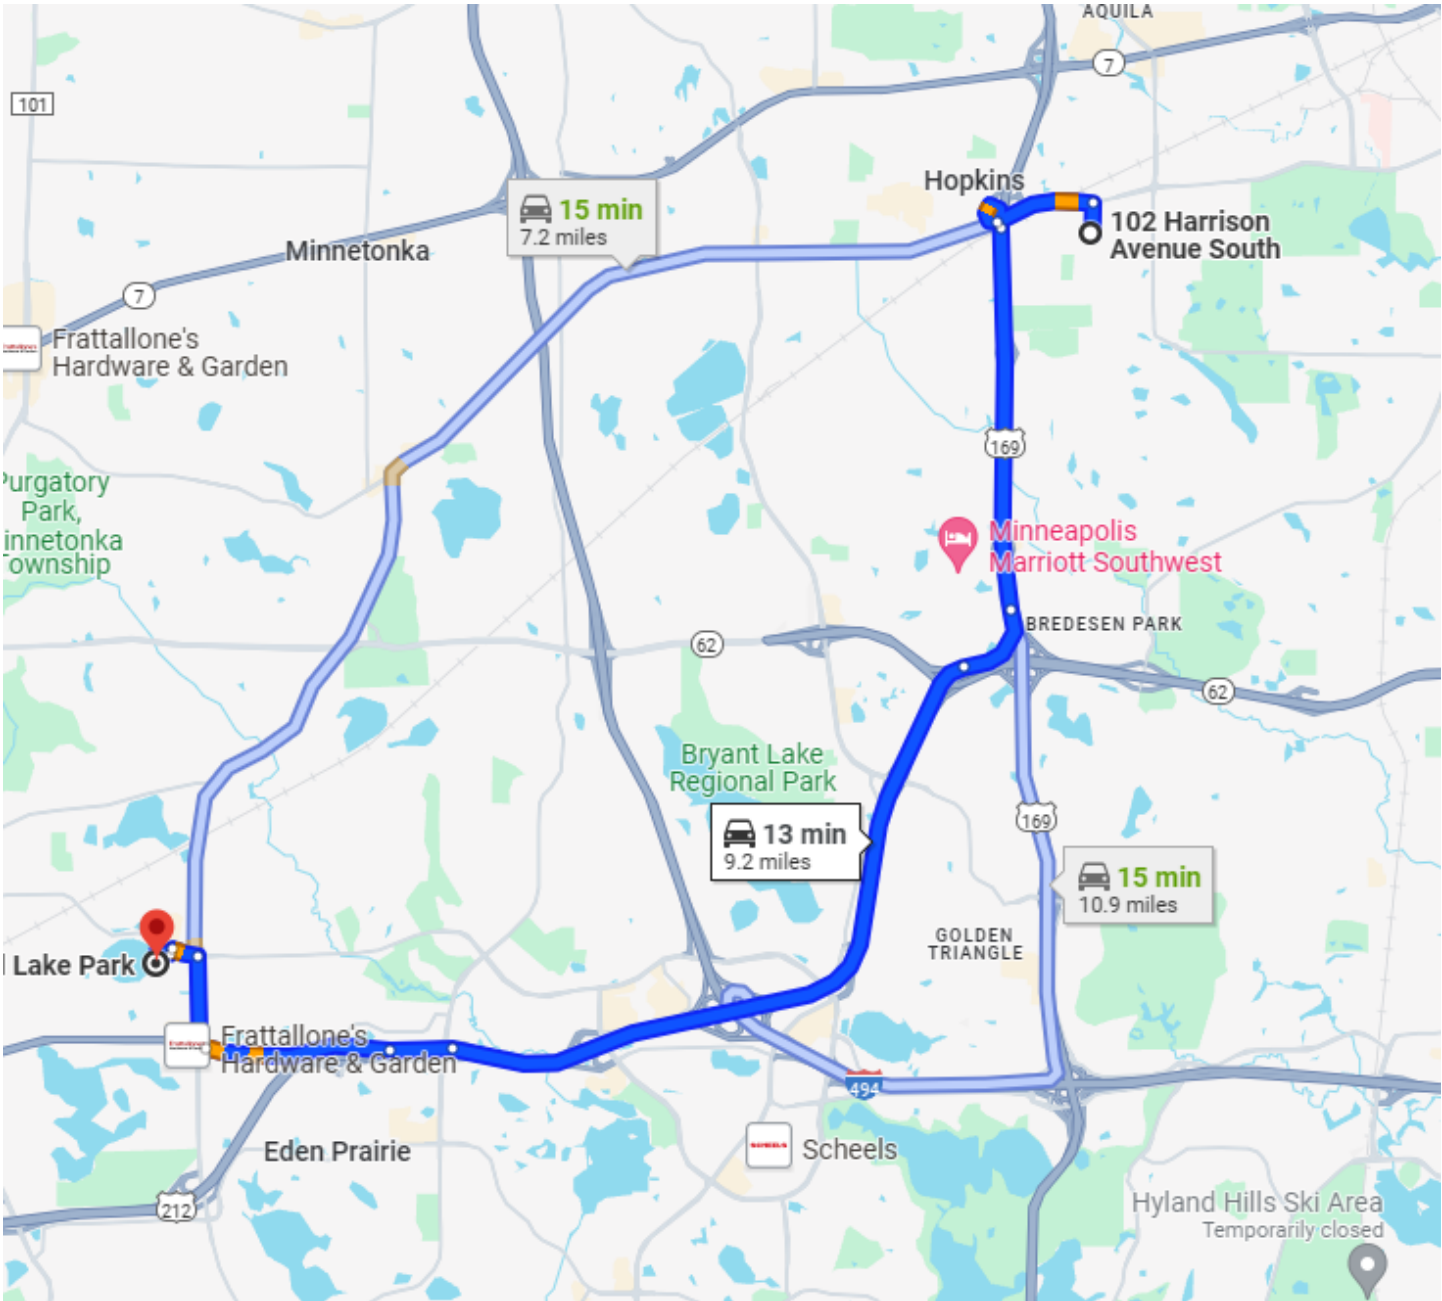 AQUILA
7
101
Hopkins
15 min
7.2 miles
102 Harrison
Avenue South
Minnetonka
7
Frattallone's
Hardware & Garden
169
Purgatory
Park,
innetonka
ownship
Minneapolis
Marriott Southwest
BREDESEN PARK
62
62
Bryant Lake
Regional Park
13 min
9.2 miles
169
15 min
10.9 miles
GOLDEN
TRIANGLE
l Lake Park
Frattallone's
Hardware & Garden
494
Eden Prairie
SCHEELS
Scheels
212
Hyland Hills Ski Area
Temporarily closed